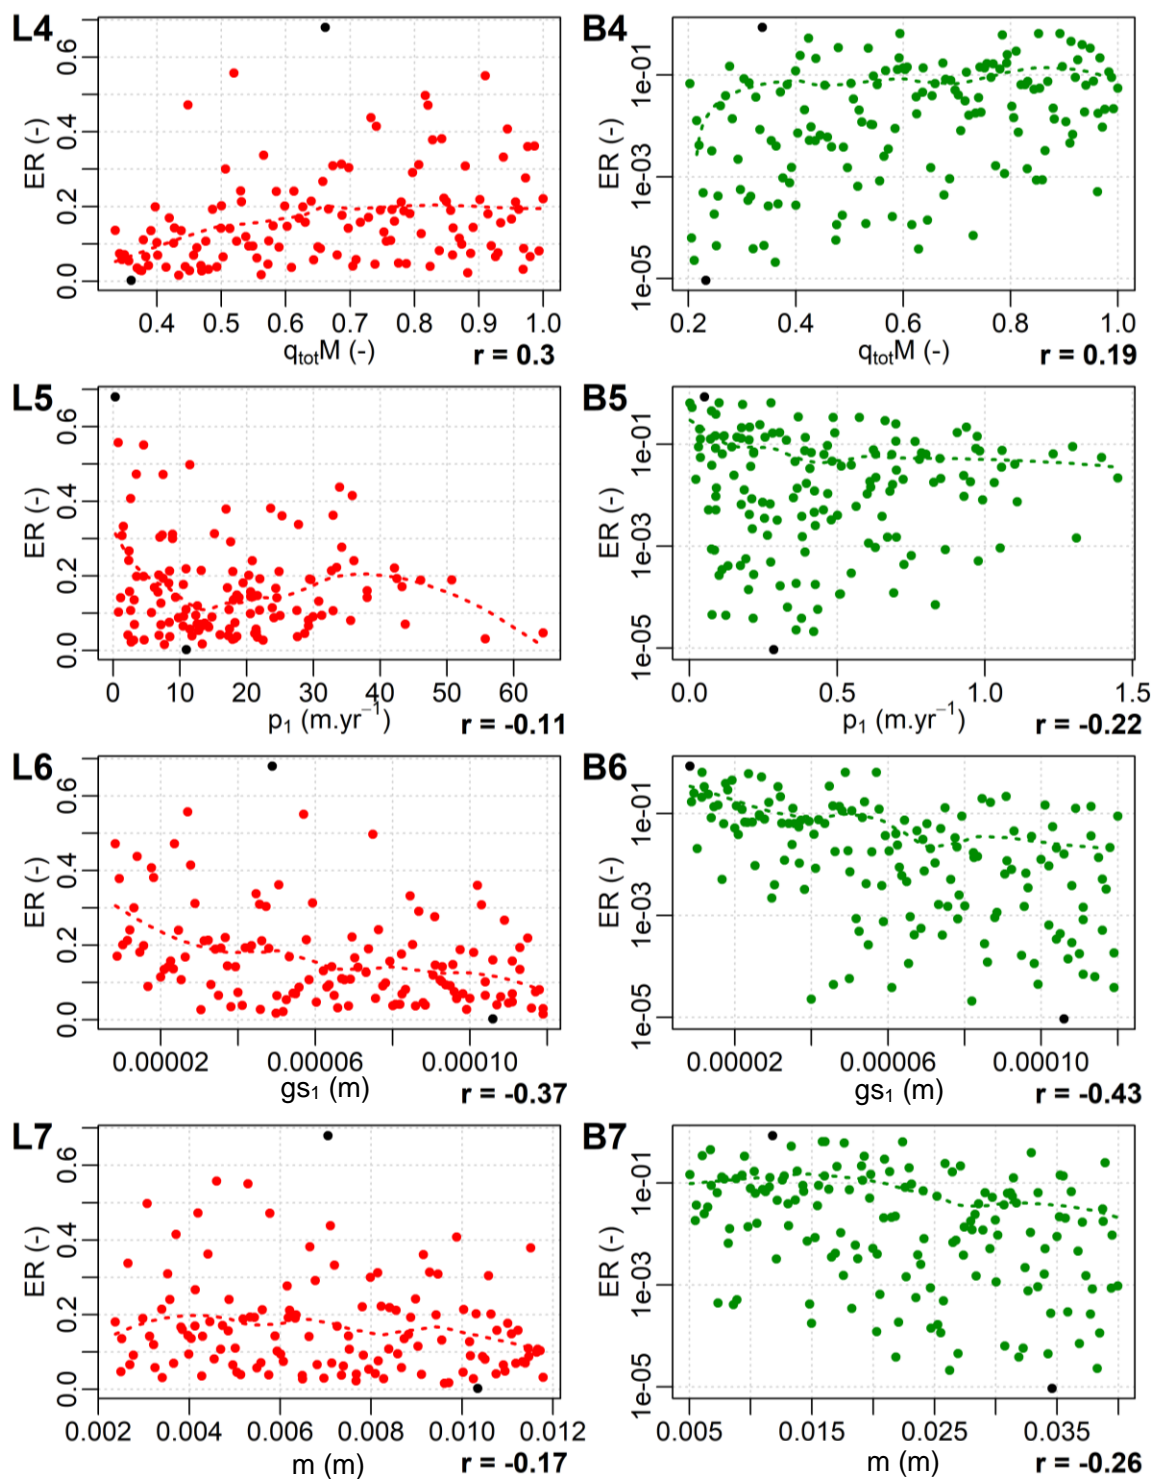 L4
ER (-)
0.0 0.2 0.4 0.6
0.4 0.5 0.6 0.7 0.8 0.9 1.0
qtotM (-)
r = 0.3
B4
ER (-)
1e-05 1e-03 1e-01
0.2 0.4 0.6 0.8 1.0
qtotM (-)
r = 0.19
L5
ER (-)
0.0 0.2 0.4 0.6
0 10 20 30 40 50 60
p1 (m.yr−1)
r = -0.11
B5
ER (-)
1e-05 1e-03 1e-01
0.0 0.5 1.0 1.5
p1 (m.yr−1)
r = -0.22
L6
ER (-)
0.0 0.2 0.4 0.6
0.00002 0.00006 0.00010
gs1 (m)
r = -0.37
B6
ER (-)
1e-05 1e-03 1e-01
0.00002 0.00006 0.00010
gs1 (m)
r = -0.43
L7
ER (-)
0.0 0.2 0.4 0.6
0.002 0.004 0.006 0.008 0.010 0.012
m (m)
r = -0.17
B7
ER (-)
1e-05 1e-03 1e-01
0.005 0.015 0.025 0.035
m (m)
r = -0.26